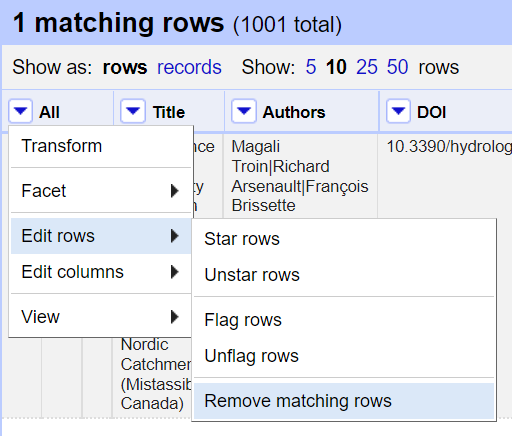 1 matching rows (1001 total)
Show as: rows records Show: 5 10 25 50 rows
All Title Authors DOI
Transform
Facet
Edit rows
Edit columns
View
Star rows
Unstar rows
Flag rows
Unflag rows
Remove matching rows
Magali
Troin|Richard
Arsenault|François
Brissette
10.3390/hydrolog
Nordic
Catchmen
(Mistassib
Canada)